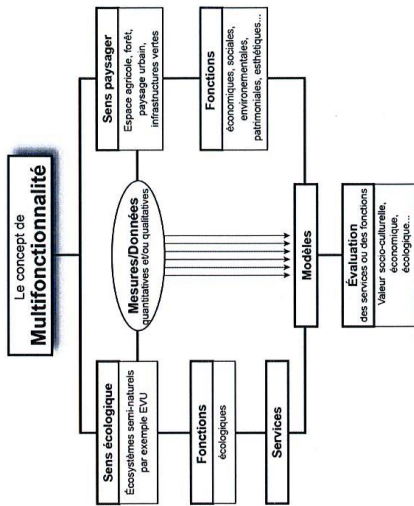 Le concept de
Multifonctionnalité
Sens écologique
Écosystèmes semi-naturels
par exemple EVU
Fonctions
écologiques
Services
Mesures/Données
quantitatives et/ou qualitatives
Sens paysager
Espace agricole, forêt,
paysage urbain,
infrastructures vertes
Fonctions
économiques, sociales,
environementales,
patrimoniales, esthétiques...
Modèles
Évaluation
des services ou des fonctions
Valeur socio-culturelle,
économique,
écologique...